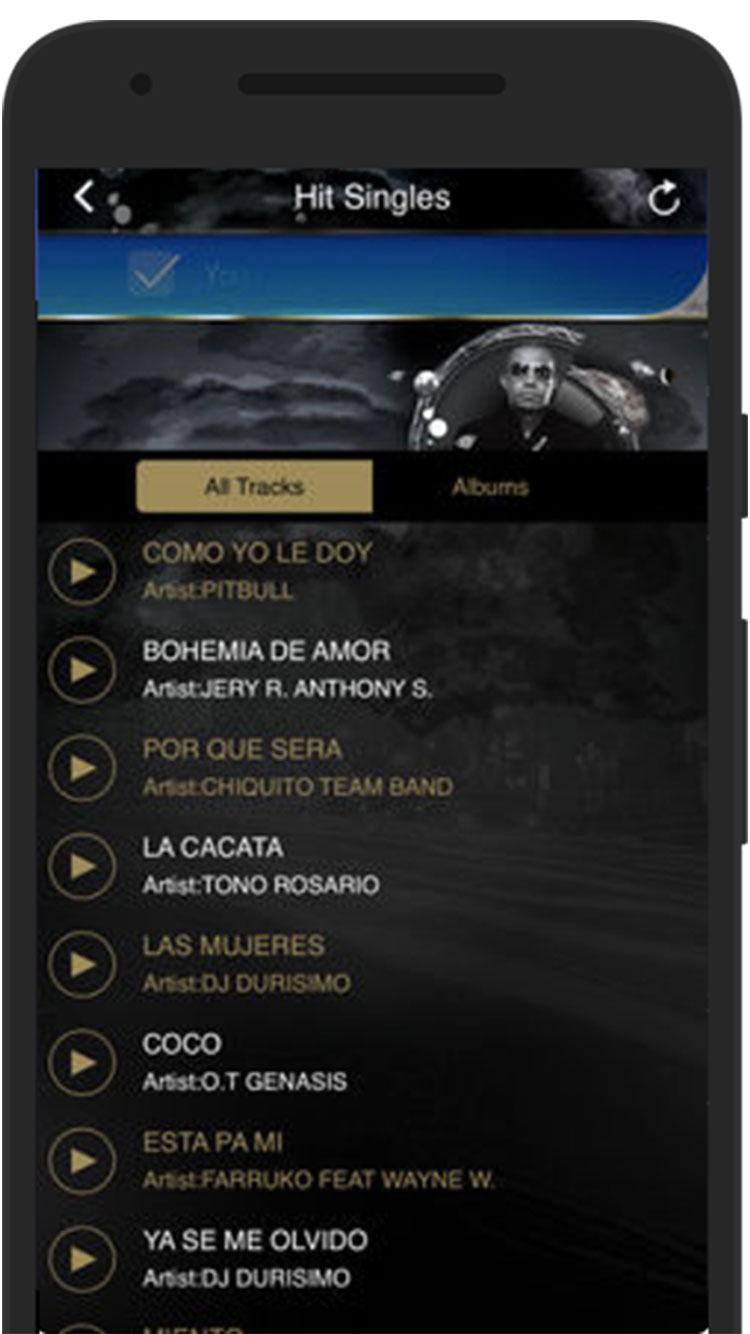 Hit Singles
All Tracks
Albums
COMO YO LE DOY
Artist:PITBULL
BOHEMIA DE AMOR
Artist:JERY R. ANTHONY S.
POR QUE SERA
Artist:CHIQUITO TEAM BAND
LA CACATA
Artist:TONO ROSARIO
LAS MUJERES
Artist:DJ DURISIMO
COCO
Artist:O.T GENASIS
ESTA PA MI
Artist:FARRUKO FEAT WAYNE W.
YA SE ME OLVIDO
Artist:DJ DURISIMO